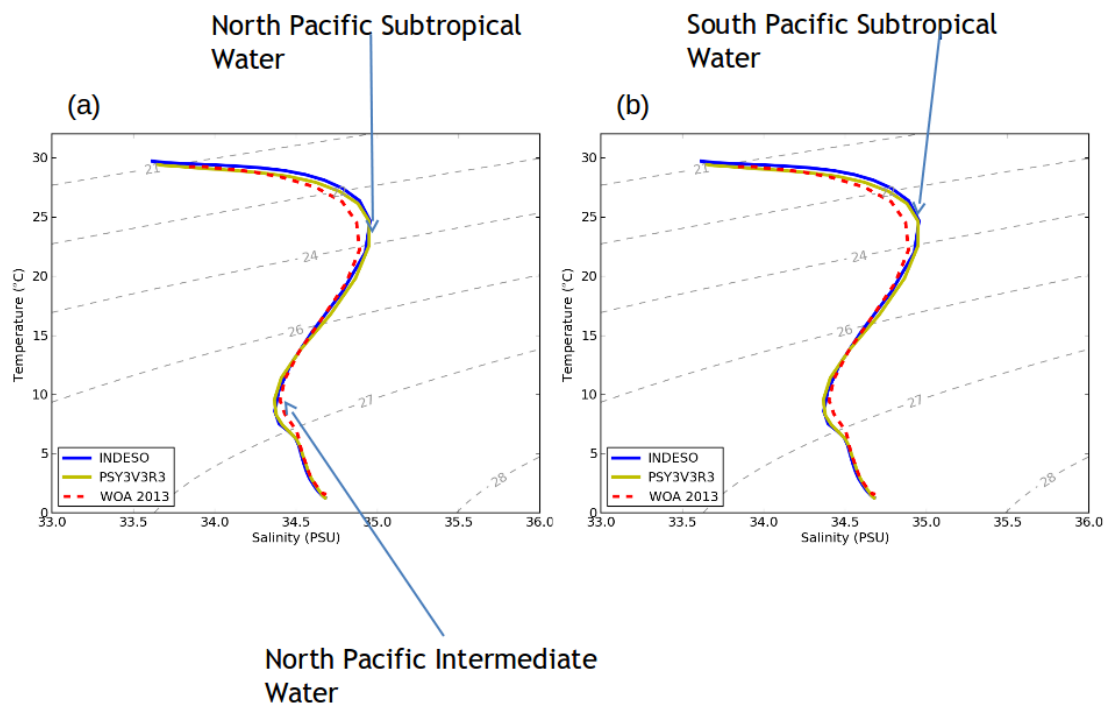 North Pacific Subtropical
Water
South Pacific Subtropical
Water
(a)
30
25
20
15
10
5
0
Temperature (°C)
21
24
26
27
28
INDESO
PSY3V3R3
WOA 2013
33.0 33.5 34.0 34.5 35.0 35.5 36.0
Salinity (PSU)
(b)
30
25
20
15
10
5
0
Temperature (°C)
21
24
26
27
28
INDESO
PSY3V3R3
WOA 2013
33.0 33.5 34.0 34.5 35.0 35.5 36.0
Salinity (PSU)
North Pacific Intermediate
Water